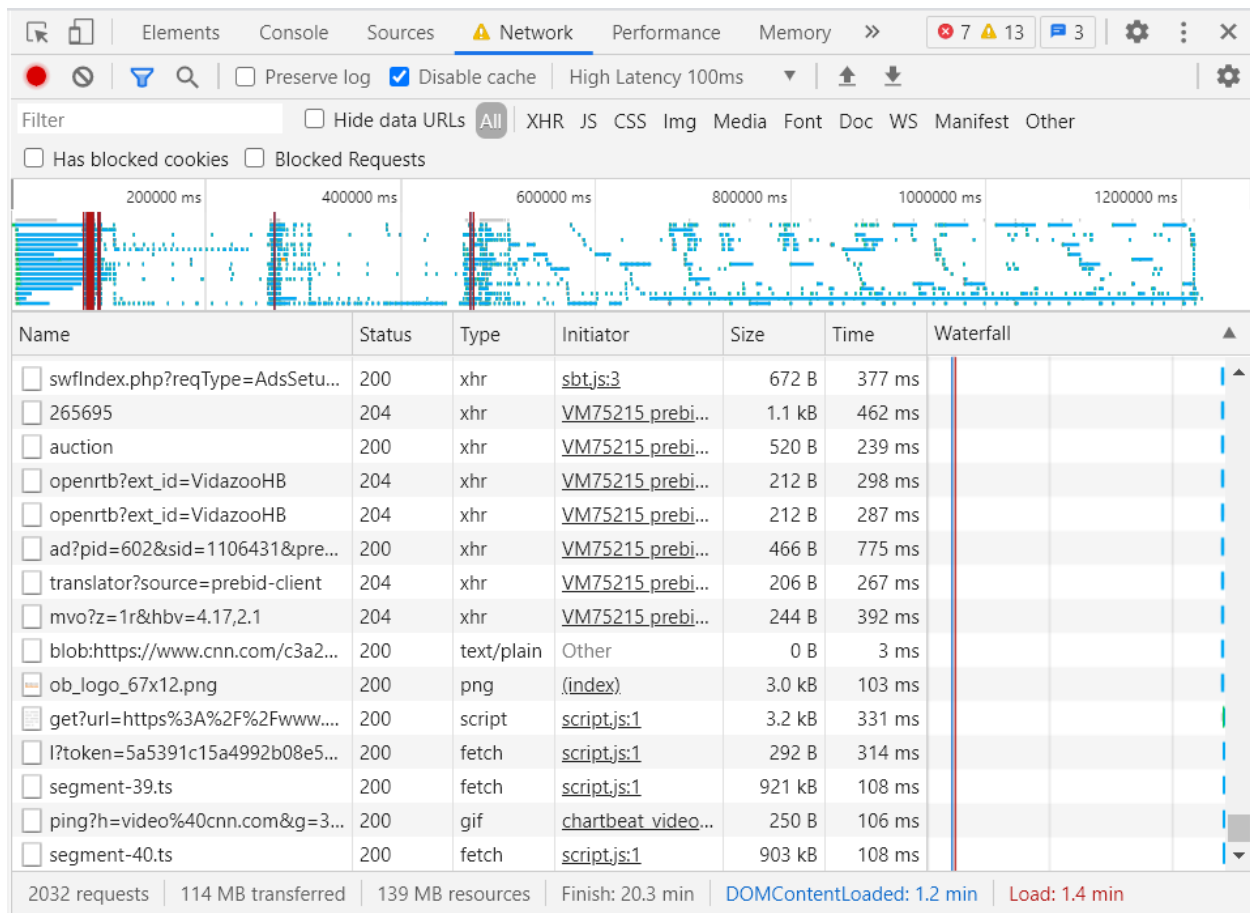 Elements Console Sources Network Performance Memory » 7 13 3
Preserve log Disable cache High Latency 100ms
Filter Hide data URLs All XHR JS CSS Img Media Font Doc WS Manifest Other
Has blocked cookies Blocked Requests
200000 ms 400000 ms 600000 ms 800000 ms 1000000 ms 1200000 ms
Name Status Type Initiator Size Time Waterfall
swfIndex.php?reqType=AdsSetu... 200 xhr sbt.js:3 672 B 377 ms
265695 204 xhr VM75215 prebi... 1.1 kB 462 ms
auction 200 xhr VM75215 prebi... 520 B 239 ms
openrtb?ext_id=VidazooHB 204 xhr VM75215 prebi... 212 B 298 ms
openrtb?ext_id=VidazooHB 204 xhr VM75215 prebi... 212 B 287 ms
ad?pid=602&sid=1106431&pre... 200 xhr VM75215 prebi... 466 B 775 ms
translator?source=prebid-client 204 xhr VM75215 prebi... 206 B 267 ms
mvo?z=1r&hbv=4.17,2.1 204 xhr VM75215 prebi... 244 B 392 ms
blob:https://www.cnn.com/c3a2... 200 text/plain Other 0 B 3 ms
ob_logo_67x12.png 200 png (index) 3.0 kB 103 ms
get?url=https%3A%2F%2Fwww.... 200 script script.js:1 3.2 kB 331 ms
l?token=5a5391c15a4992b08e5... 200 fetch script.js:1 292 B 314 ms
segment-39.ts 200 fetch script.js:1 921 kB 108 ms
ping?h=video%40cnn.com&g=3... 200 gif chartbeat_video... 250 B 106 ms
segment-40.ts 200 fetch script.js:1 903 kB 108 ms
2032 requests 114 MB transferred 139 MB resources Finish: 20.3 min DOMContentLoaded: 1.2 min Load: 1.4 min